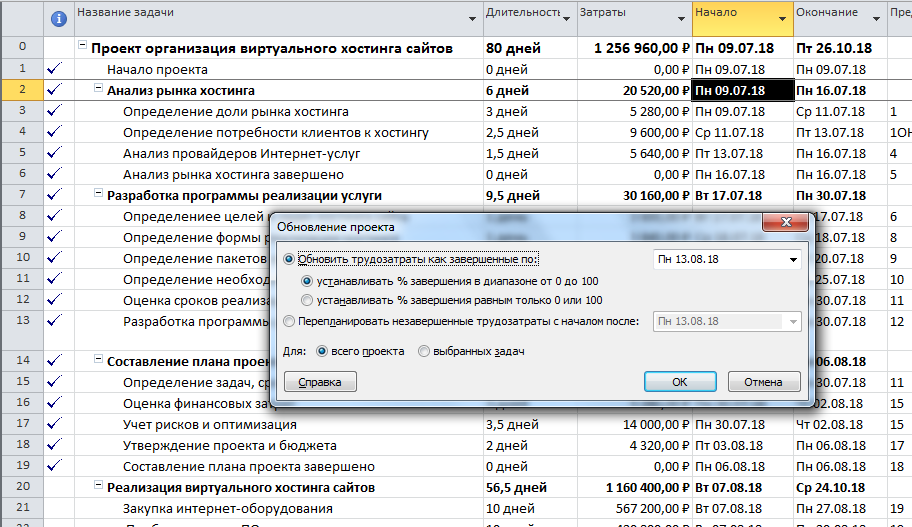 Название задачи Длительность Затраты Начало Окончание Пред
0 Проект организация виртуального хостинга сайтов 80 дней 1 256 960,00 ₽ Пн 09.07.18 Пт 26.10.18
1 Начало проекта 0 дней 0,00 ₽ Пн 09.07.18 Пн 09.07.18
2 Анализ рынка хостинга 6 дней 20 520,00 ₽ Пн 09.07.18 Пн 16.07.18
3 Определение доли рынка хостинга 3 дней 5 280,00 ₽ Пн 09.07.18 Ср 11.07.18 1
4 Определение потребности клиентов к хостингу 2,5 дней 9 600,00 ₽ Ср 11.07.18 Пт 13.07.18 1ОН
5 Анализ провайдеров Интернет-услуг 1,5 дней 5 640,00 ₽ Пт 13.07.18 Пн 16.07.18 4
6 Анализ рынка хостинга завершено 0 дней 0,00 ₽ Пн 16.07.18 Пн 16.07.18 5
7 Разработка программы реализации услуги 9,5 дней 30 160,00 ₽ Вт 17.07.18 Пн 30.07.18
8 Определениее целей 17.07.18 6
Обновление проекта
9 Определение формы 18.07.18 8
10 Определение пакетов 9
Обновить трудозатраты как завершенные по: Пн 13.08.18
11 Определение необход 10
устанавливать % завершения в диапазоне от 0 до 100
12 Оценка сроков реализа 30.07.18 11
устанавливать % завершения равным только 0 или 100
13 Разработка программы 30.07.18 12
Перепланировать незавершенные трудозатраты с началом после: Пн 13.08.18
Для: всего проекта выбранных задач
14 Составление плана проек 06.08.18
15 Определение задач, ср 30.07.18 11
Справка ОК Отмена
16 Оценка финансовых затрат 02.08.18 15
17 Учет рисков и оптимизация 3,5 дней 14 000,00 ₽ Пн 30.07.18 Чт 02.08.18 15
18 Утверждение проекта и бюджета 2 дней 4 320,00 ₽ Пт 03.08.18 Пн 06.08.18 17
19 Составление плана проекта завершено 0 дней 0,00 ₽ Пн 06.08.18 Пн 06.08.18 18
20 Реализация виртуального хостинга сайтов 56,5 дней 1 160 400,00 ₽ Вт 07.08.18 Ср 24.10.18
21 Закупка интернет-оборудования 10 дней 567 200,00 ₽ Вт 07.08.18 Пн 27.08.18 19